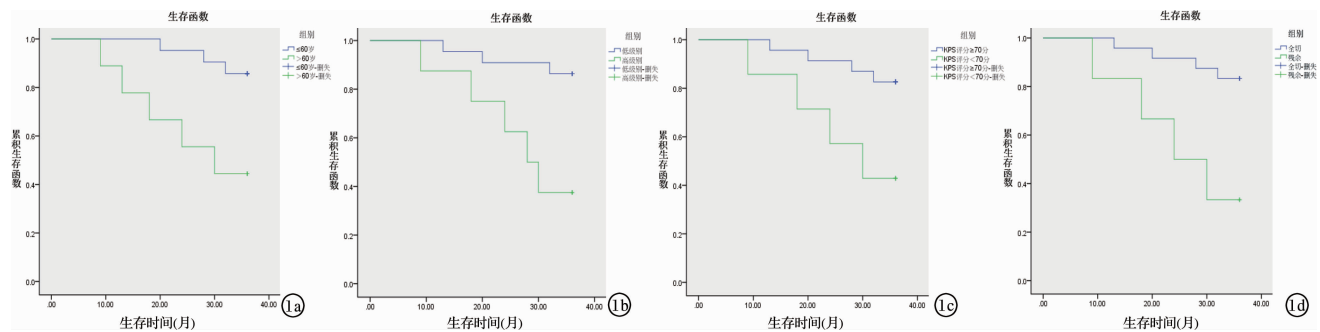 生存函数
组别
≤60岁
>60岁
≤60岁-删失
>60岁-删失
累积生存函数
1.0
0.8
0.6
0.4
0.2
0.0
.00 10.00 20.00 30.00 40.00
生存时间(月)
1a
生存函数
组别
低级别
高级别
低级别-删失
高级别-删失
累积生存函数
1.0
0.8
0.6
0.4
0.2
0.0
.00 10.00 20.00 30.00 40.00
生存时间(月)
1b
生存函数
组别
KPS评分≥70分
KPS评分<70分
KPS评分≥70分-删失
KPS评分<70分-删失
累积生存函数
1.0
0.8
0.6
0.4
0.2
0.0
.00 10.00 20.00 30.00 40.00
生存时间(月)
1c
生存函数
组别
全切
残余
全切-删失
残余-删失
累积生存函数
1.0
0.8
0.6
0.4
0.2
0.0
.00 10.00 20.00 30.00 40.00
生存时间(月)
1d